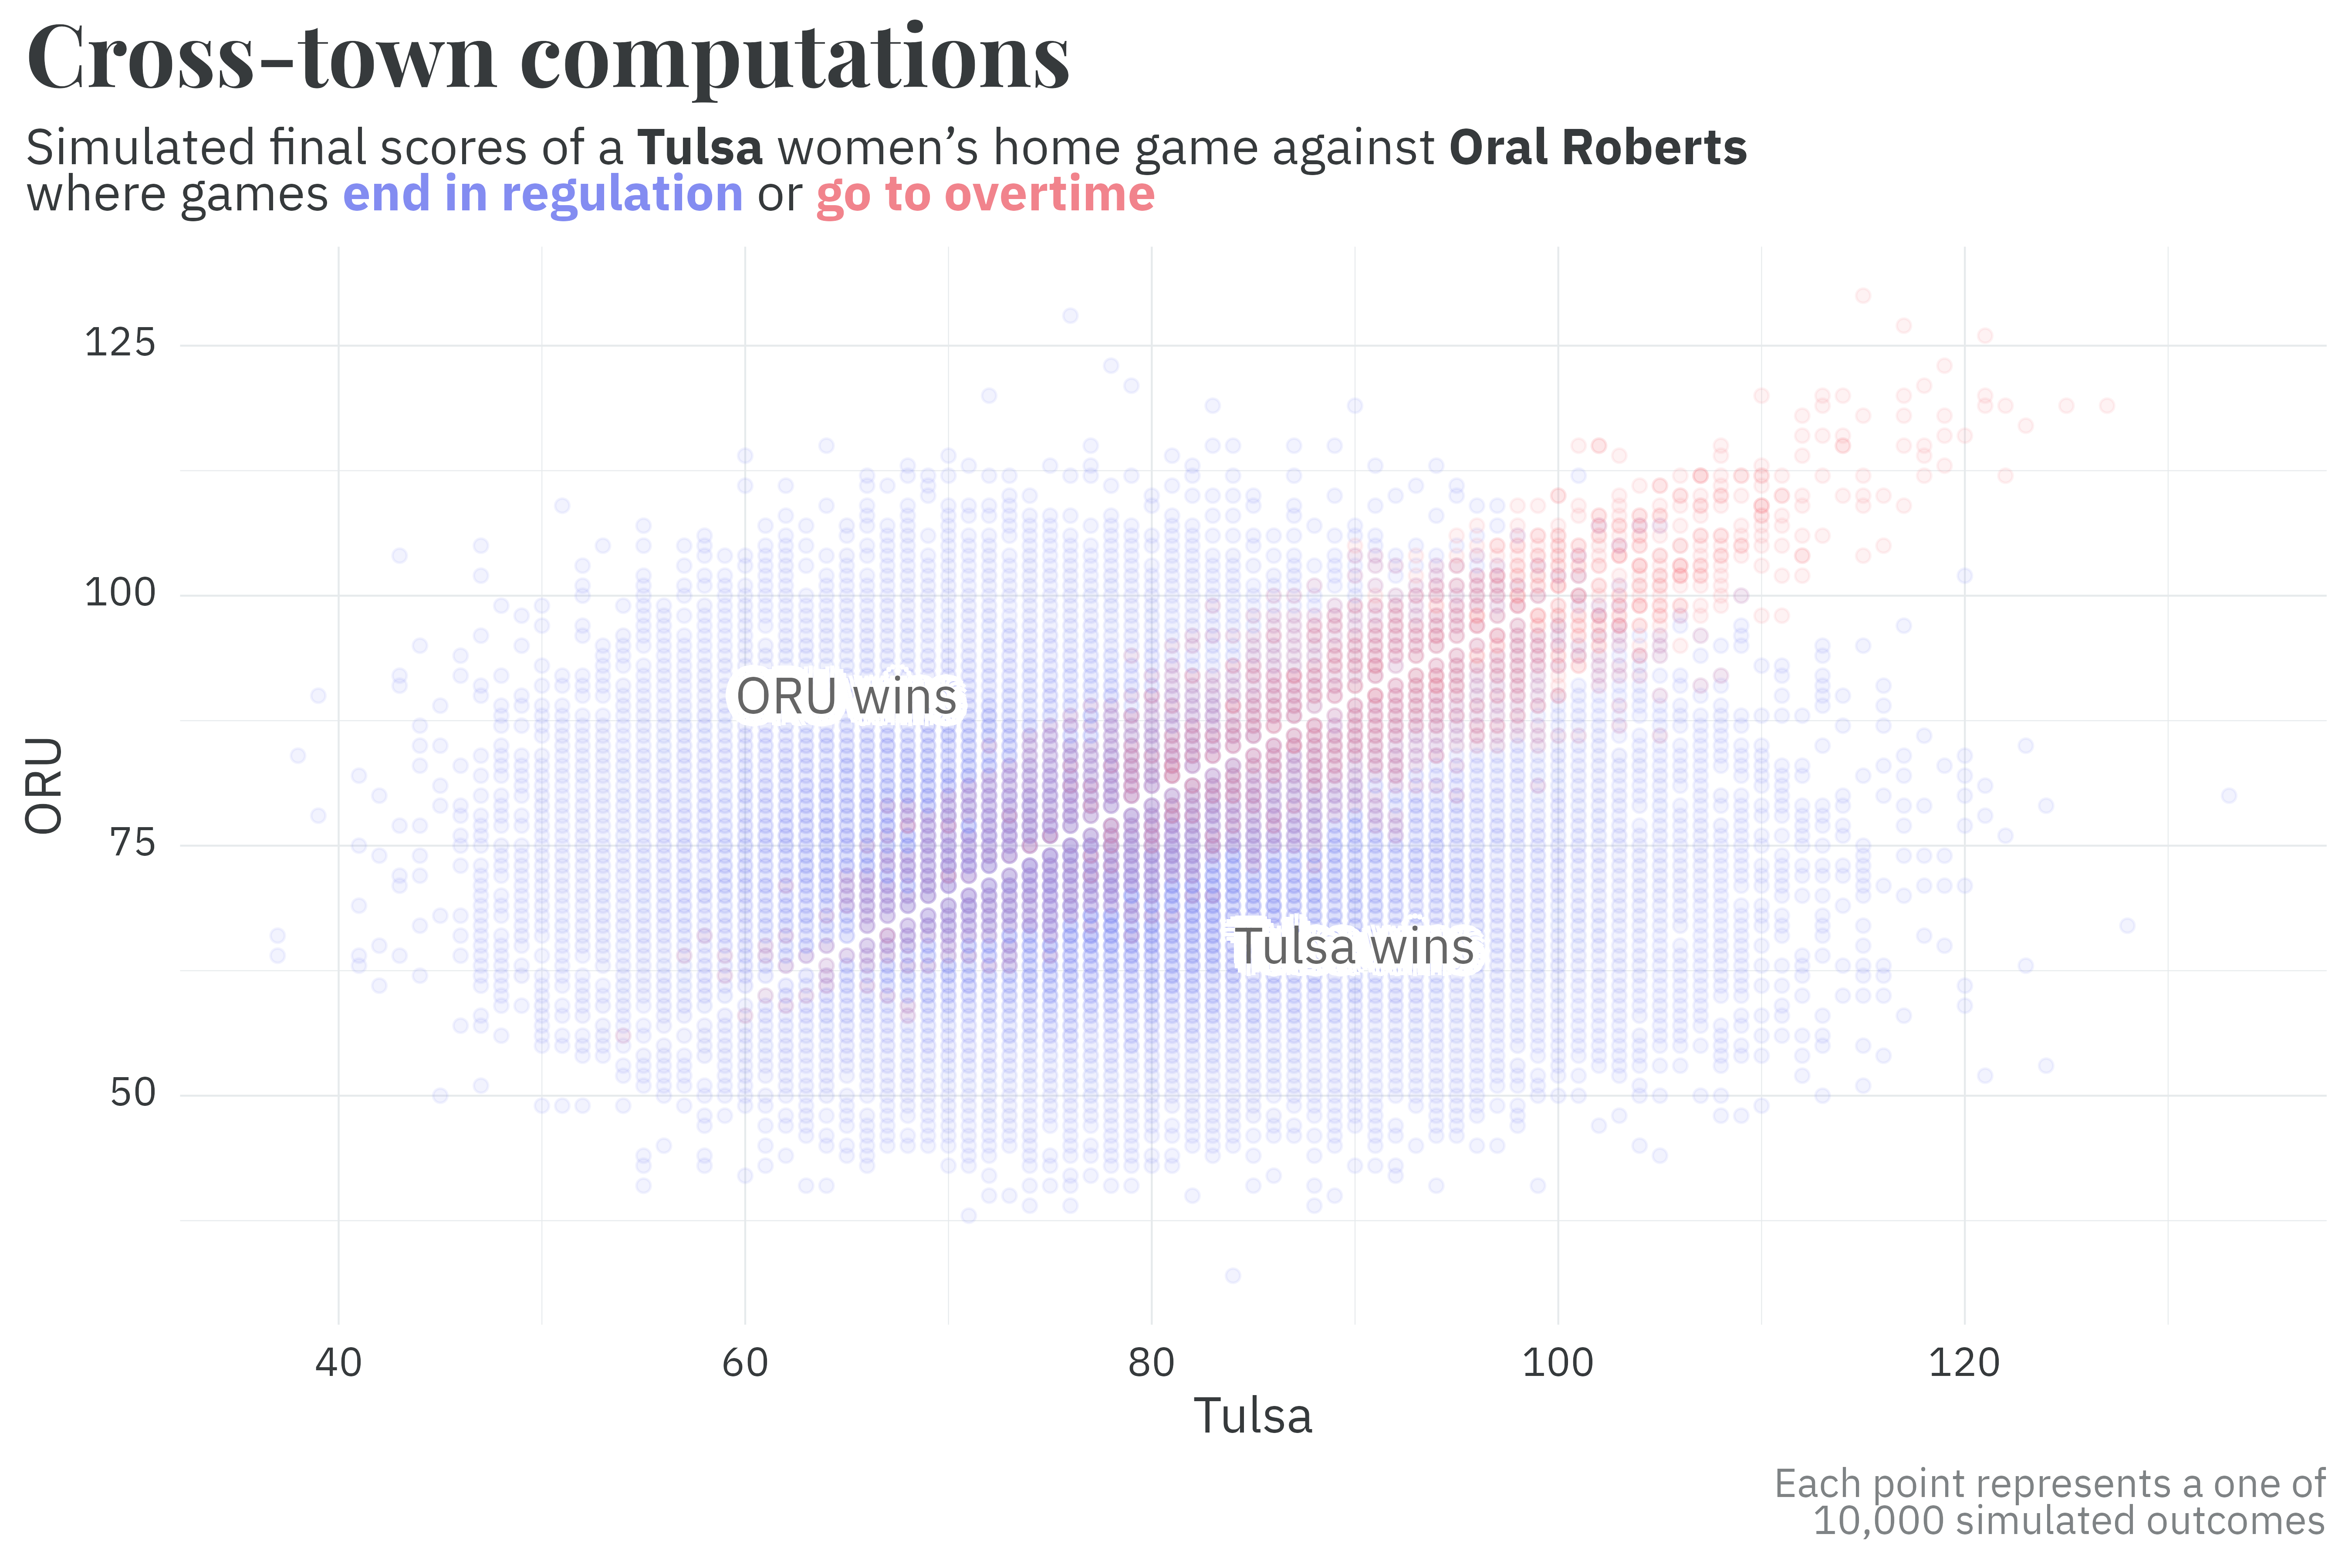 Cross-town computations
Simulated final scores of a Tulsa women’s home game against Oral Roberts
where games end in regulation or go to overtime
125
100
75
50
ORU
ORU wins
Tulsa wins
40 60 80 100 120
Tulsa
Each point represents a one of
10,000 simulated outcomes